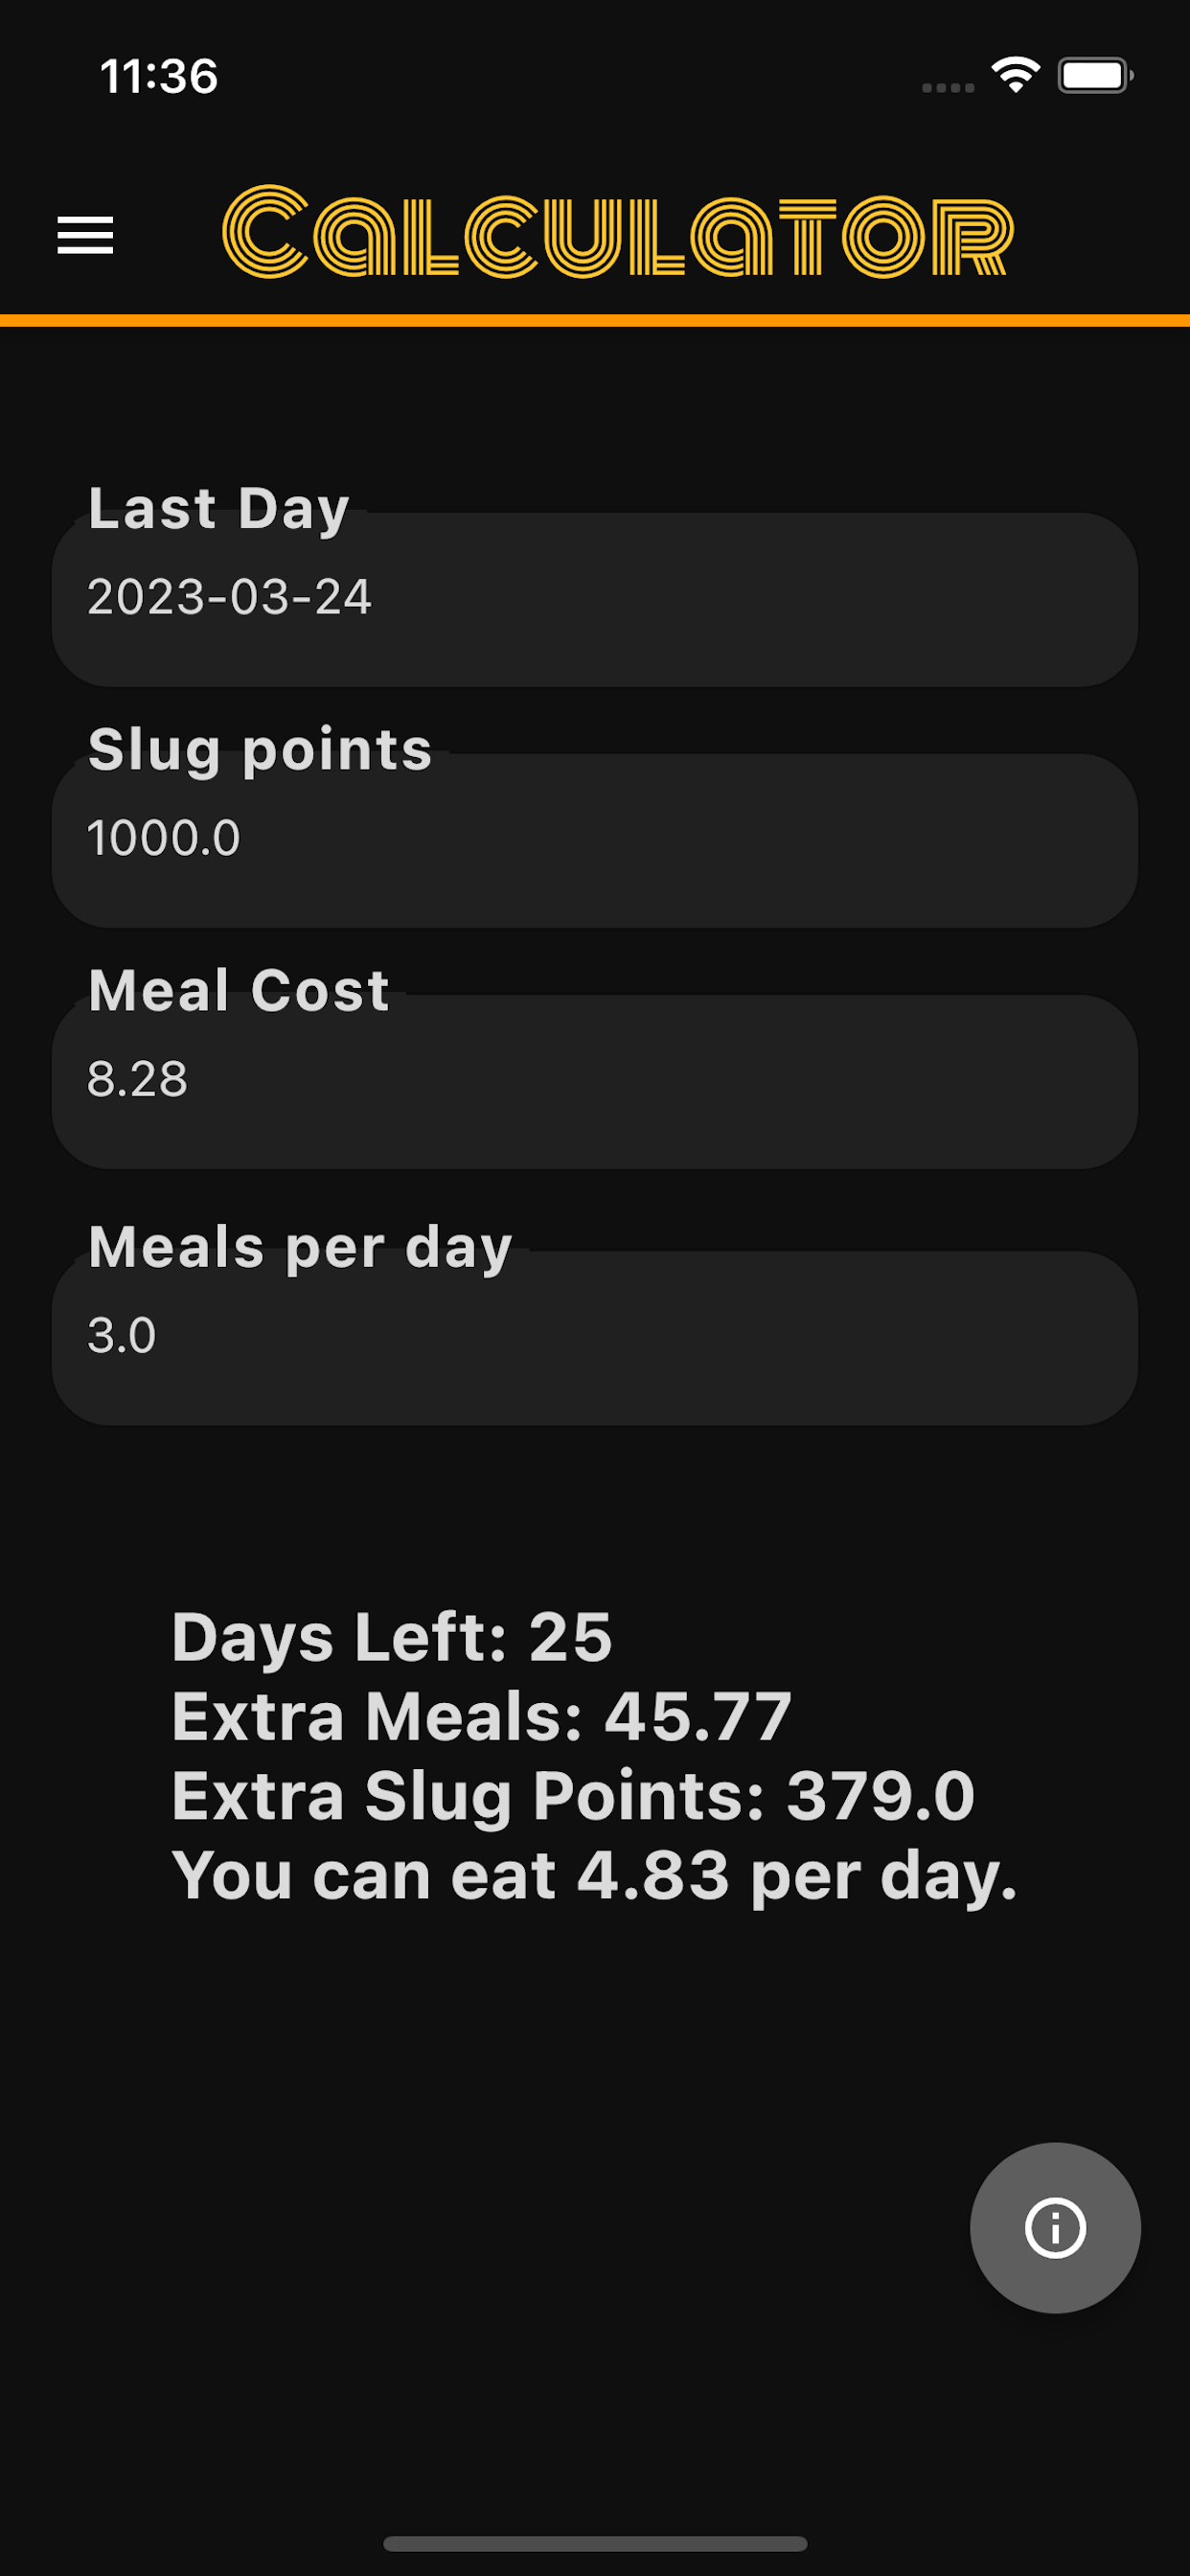 11:36
Calculator
Last Day
2023-03-24
Slug points
1000.0
Meal Cost
8.28
Meals per day
3.0
Days Left: 25
Extra Meals: 45.77
Extra Slug Points: 379.0
You can eat 4.83 per day.